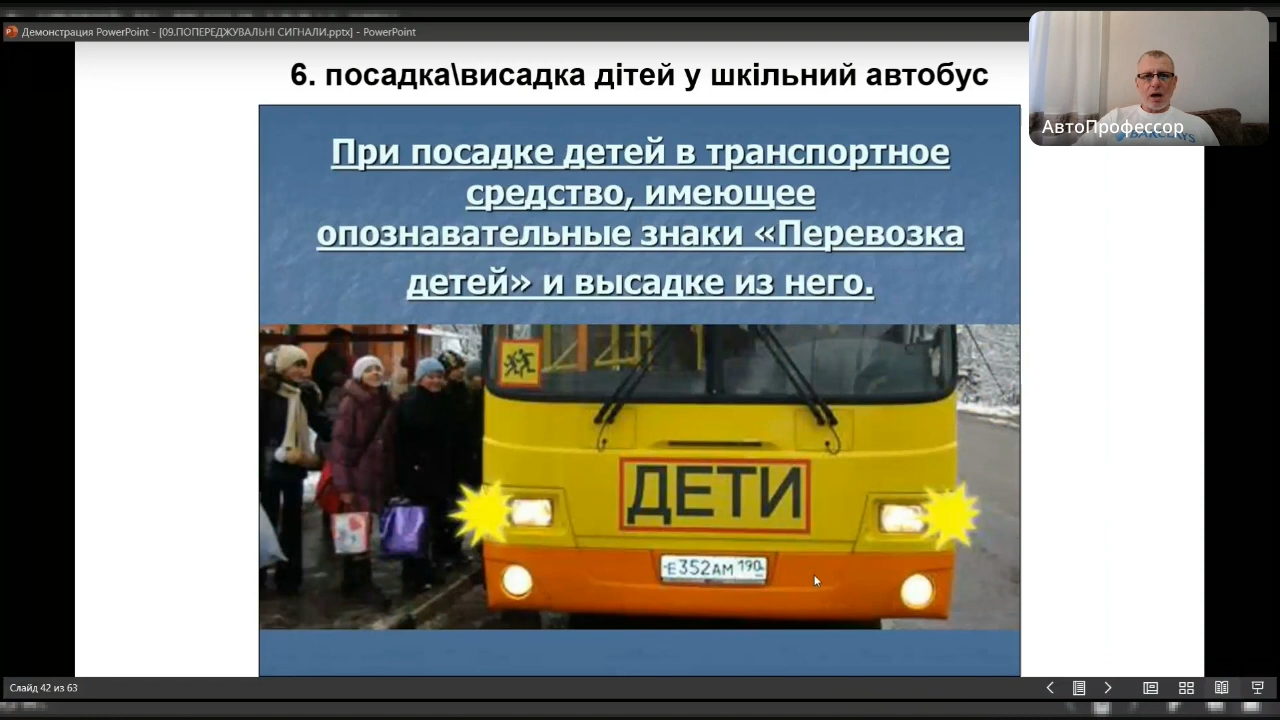 Демонстрация PowerPoint - [09.ПОПЕРЕДЖУВАЛЬНІ СИГНАЛИ.pptx] - PowerPoint
6. посадка\висадка дітей у шкільний автобус
АвтоПрофессор
BARCLAYS
При посадке детей в транспортное
средство, имеющее
опознавательные знаки «Перевозка
детей» и высадке из него.
ДЕТИ
Е352АМ 190
Слайд 42 из 63